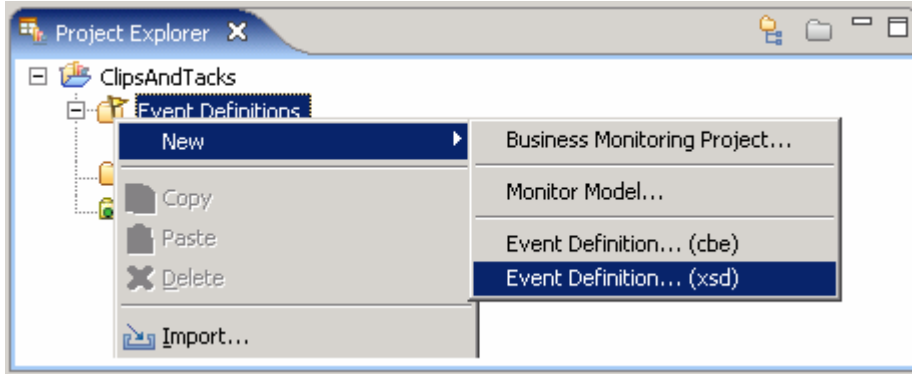 Project Explorer
ClipsAndTacks
Event Definitions
New
Business Monitoring Project...
Monitor Model...
Copy
Event Definition... (cbe)
Paste
Event Definition... (xsd)
Delete
Import...